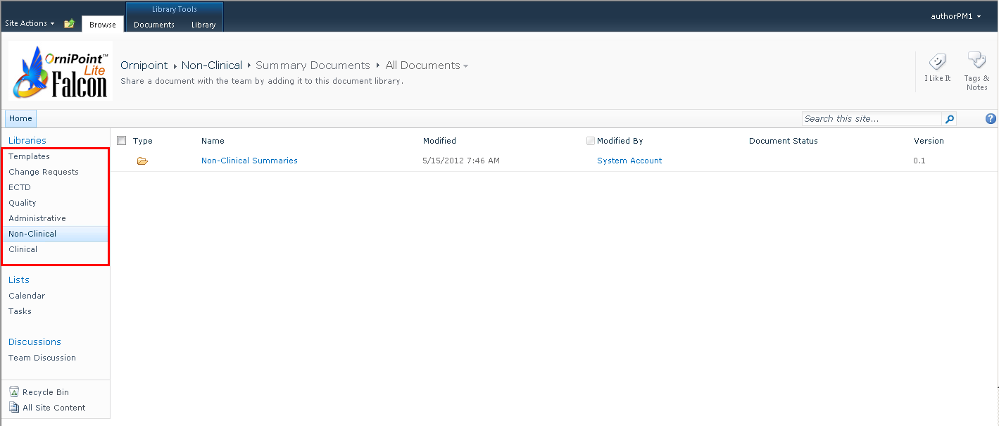 Library Tools
Site Actions
Browse
Documents
Library
authorPM1
OrniPoint™
Lite
Falcon
Ornipoint Non-Clinical Summary Documents All Documents
Share a document with the team by adding it to this document library.
I Like It
Tags &
Notes
Home
Search this site...
Libraries
Templates
Change Requests
ECTD
Quality
Administrative
Non-Clinical
Clinical
Lists
Calendar
Tasks
Discussions
Team Discussion
Recycle Bin
All Site Content
Type Name Modified Modified By Document Status Version
Non-Clinical Summaries 5/15/2012 7:46 AM System Account 0.1